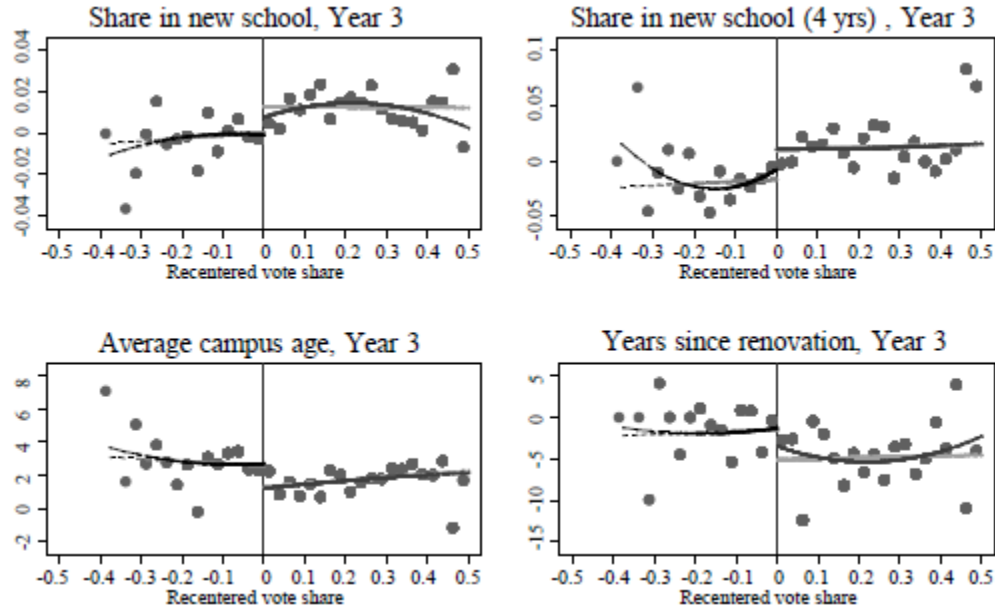 Share in new school, Year 3
0.04
0.02
0
-0.02
-0.04
-0.5 -0.4 -0.3 -0.2 -0.1 0 0.1 0.2 0.3 0.4 0.5
Recentered vote share
Share in new school (4 yrs) , Year 3
0.1
0.05
0
-0.05
-0.5 -0.4 -0.3 -0.2 -0.1 0 0.1 0.2 0.3 0.4 0.5
Recentered vote share
Average campus age, Year 3
8
6
4
2
0
-2
-0.5 -0.4 -0.3 -0.2 -0.1 0 0.1 0.2 0.3 0.4 0.5
Recentered vote share
Years since renovation, Year 3
5
0
-5
-10
-15
-0.5 -0.4 -0.3 -0.2 -0.1 0 0.1 0.2 0.3 0.4 0.5
Recentered vote share